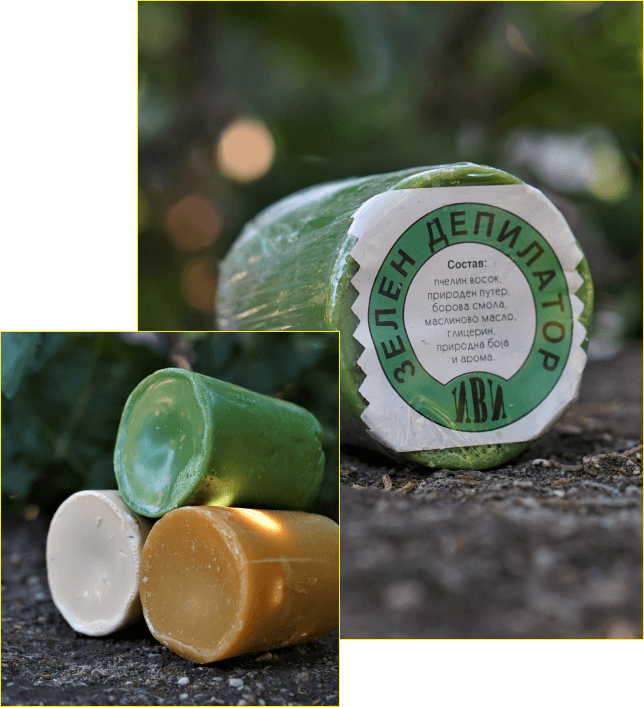 ЗЕЛЕН ДЕПИЛАТОР
Состав:
пчелин восок,
природен путер,
борова смола,
маслиново масло,
глицерин,
природна боја
и арома.
ИВИ